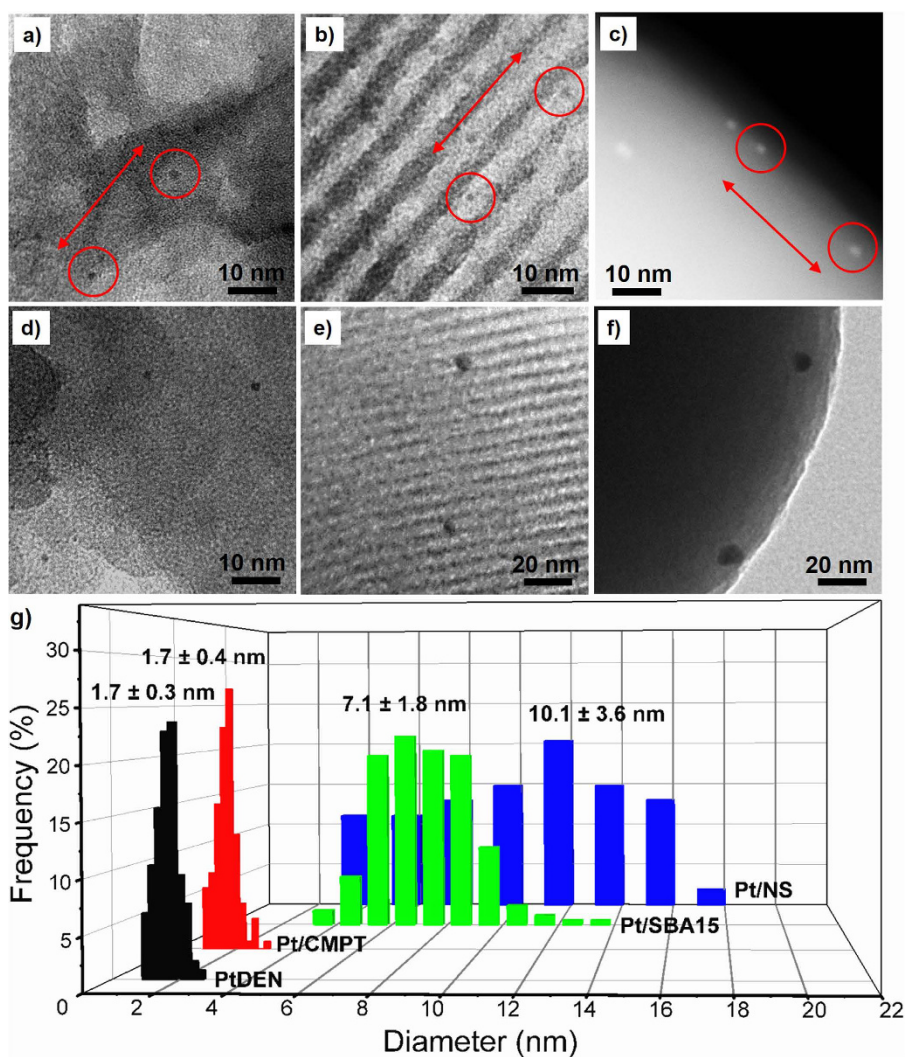 a)
b)
c)
10 nm
10 nm
10 nm
d)
e)
f)
10 nm
20 nm
20 nm
g)
1.7 ± 0.4 nm
1.7 ± 0.3 nm
7.1 ± 1.8 nm
10.1 ± 3.6 nm
Frequency (%)
30
25
20
15
10
5
0
Pt/NS
Pt/SBA15
Pt/CMPT
PtDEN
0 2 4 6 8 10 12 14 16 18 20 22
Diameter (nm)